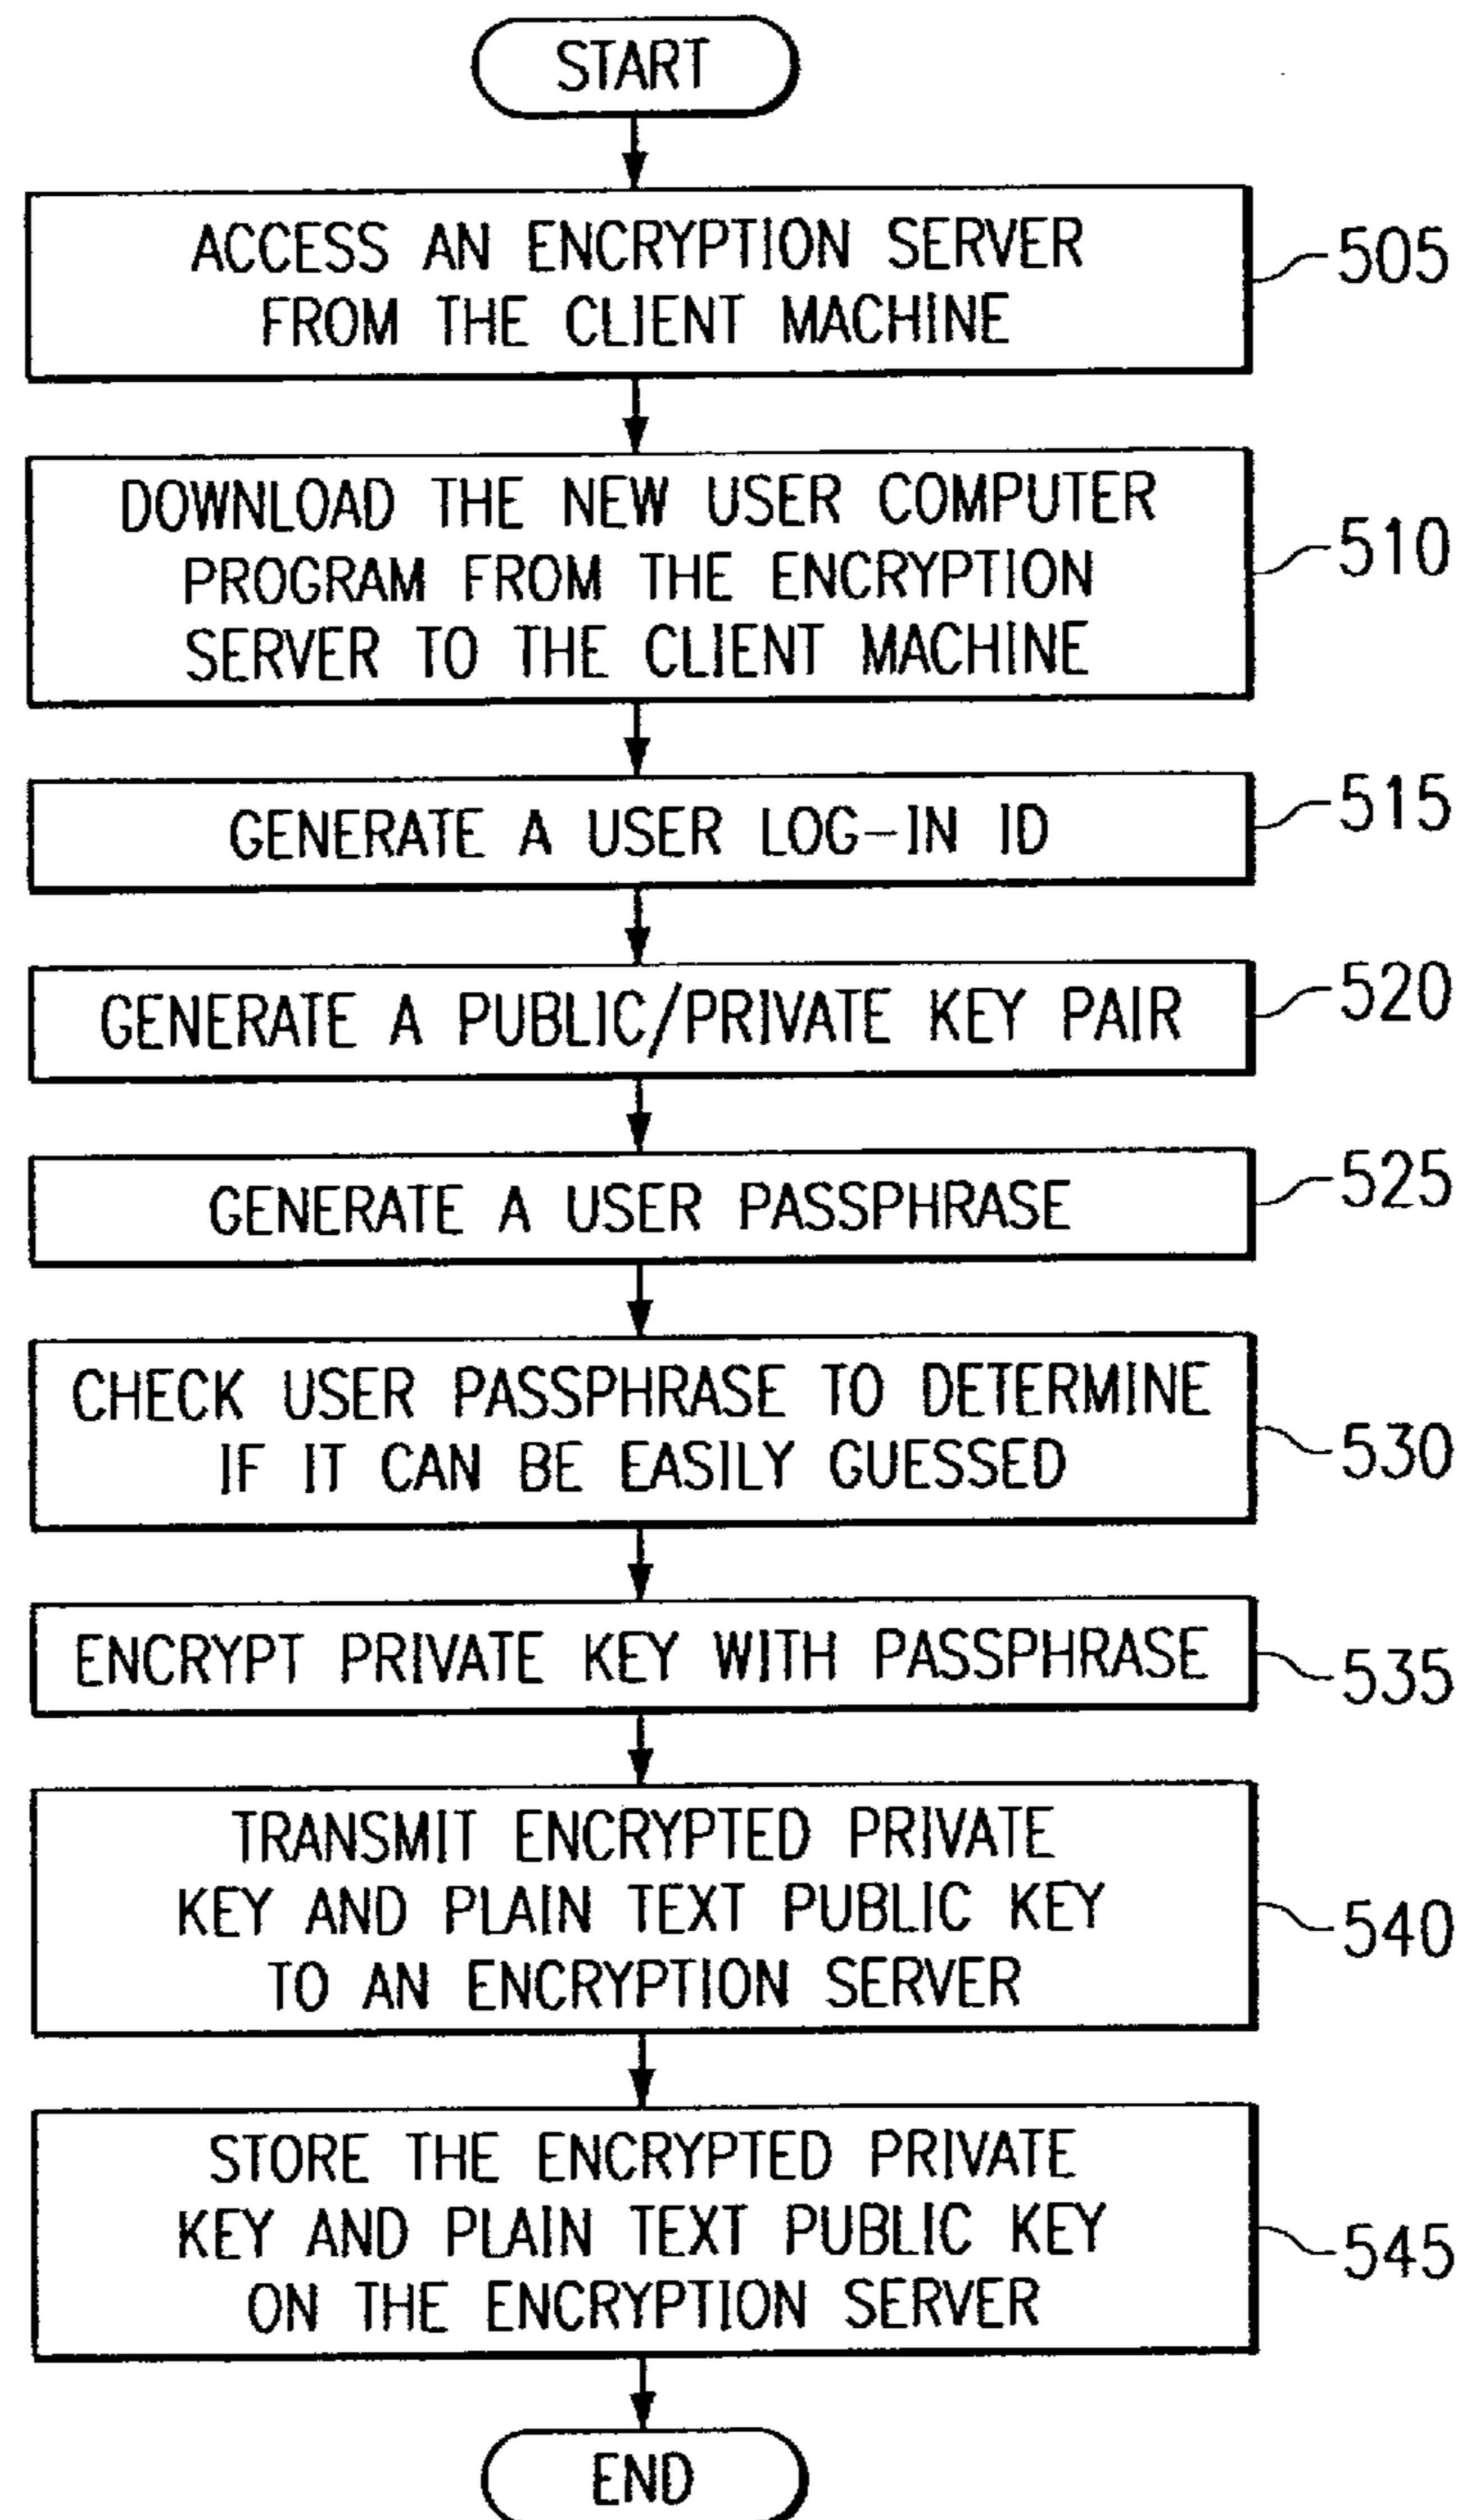 START
ACCESS AN ENCRYPTION SERVER
FROM THE CLIENT MACHINE
505
DOWNLOAD THE NEW USER COMPUTER
PROGRAM FROM THE ENCRYPTION
SERVER TO THE CLIENT MACHINE
510
GENERATE A USER LOG-IN ID
515
GENERATE A PUBLIC/PRIVATE KEY PAIR
520
GENERATE A USER PASSPHRASE
525
CHECK USER PASSPHRASE TO DETERMINE
IF IT CAN BE EASILY GUESSED
530
ENCRYPT PRIVATE KEY WITH PASSPHRASE
535
TRANSMIT ENCRYPTED PRIVATE
KEY AND PLAIN TEXT PUBLIC KEY
TO AN ENCRYPTION SERVER
540
STORE THE ENCRYPTED PRIVATE
KEY AND PLAIN TEXT PUBLIC KEY
ON THE ENCRYPTION SERVER
545
END